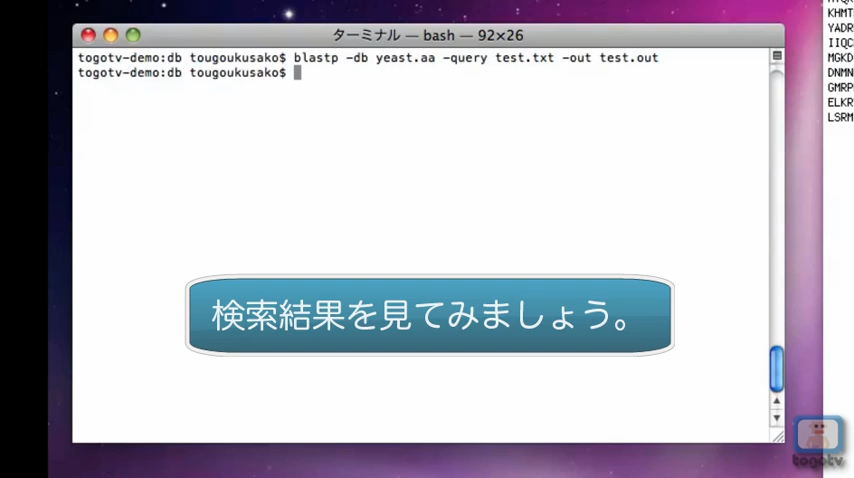 ターミナル — bash — 92×26
togotv-demo:db tougoukusako$ blastp -db yeast.aa -query test.txt -out test.out
togotv-demo:db tougoukusako$
検索結果を見てみましょう。
KHMT
YADR
IIQC
MGKD
DNMN
GMRP
ELKR
LSRM
togotv